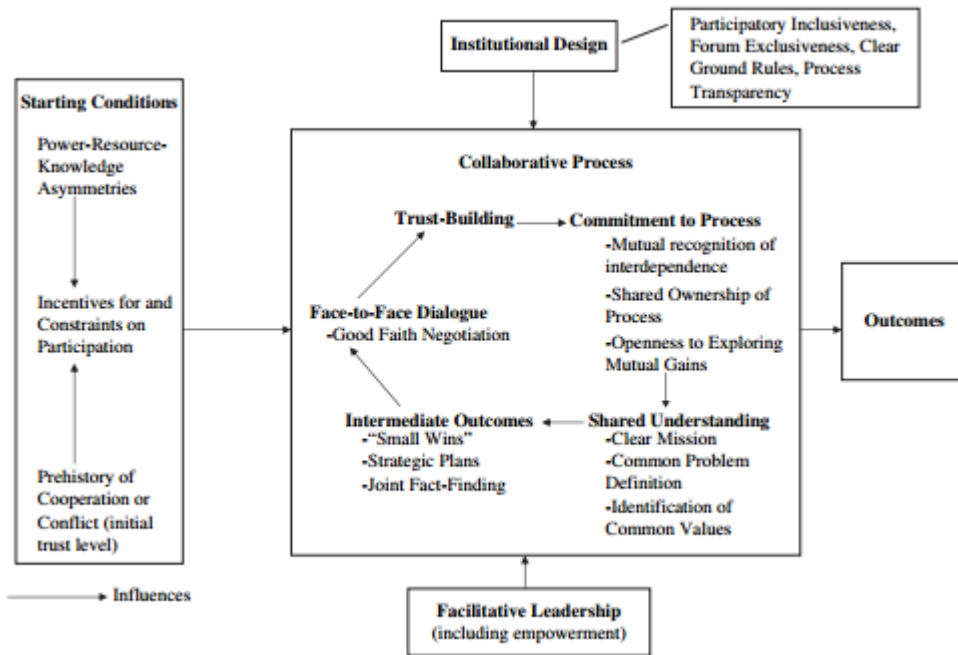 Institutional Design
Participatory Inclusiveness,
Forum Exclusiveness, Clear
Ground Rules, Process
Transparency
Starting Conditions
Power-Resource-
Knowledge
Asymmetries
Incentives for and
Constraints on
Participation
Prehistory of
Cooperation or
Conflict (initial
trust level)
Influences
Collaborative Process
Trust-Building
Commitment to Process
-Mutual recognition of
interdependence
-Shared Ownership of
Process
-Openness to Exploring
Mutual Gains
Face-to-Face Dialogue
-Good Faith Negotiation
Intermediate Outcomes
-“Small Wins”
-Strategic Plans
-Joint Fact-Finding
Shared Understanding
-Clear Mission
-Common Problem
Definition
-Identification of
Common Values
Outcomes
Facilitative Leadership
(including empowerment)